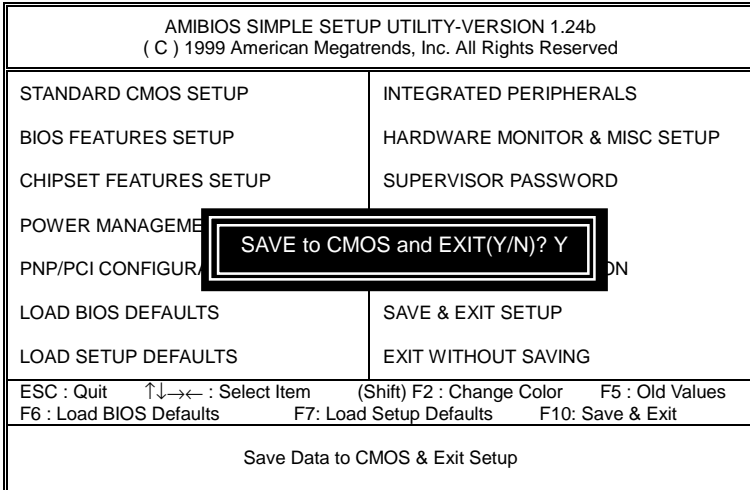 AMIBIOS SIMPLE SETUP UTILITY-VERSION 1.24b
( C ) 1999 American Megatrends, Inc. All Rights Reserved
STANDARD CMOS SETUP
BIOS FEATURES SETUP
CHIPSET FEATURES SETUP
POWER
PNP/PCI
LOAD BIOS DEFAULTS
LOAD SETUP DEFAULTS
INTEGRATED PERIPHERALS
HARDWARE MONITOR & MISC SETUP
SUPERVISOR PASSWORD
SAVE & EXIT SETUP
EXIT WITHOUT SAVING
SAVE to CMOS and EXIT(Y/N)? Y
ESC : Quit ↑↓→← : Select Item (Shift) F2 : Change Color F5 : Old Values
F6 : Load BIOS Defaults F7: Load Setup Defaults F10: Save & Exit
Save Data to CMOS & Exit Setup